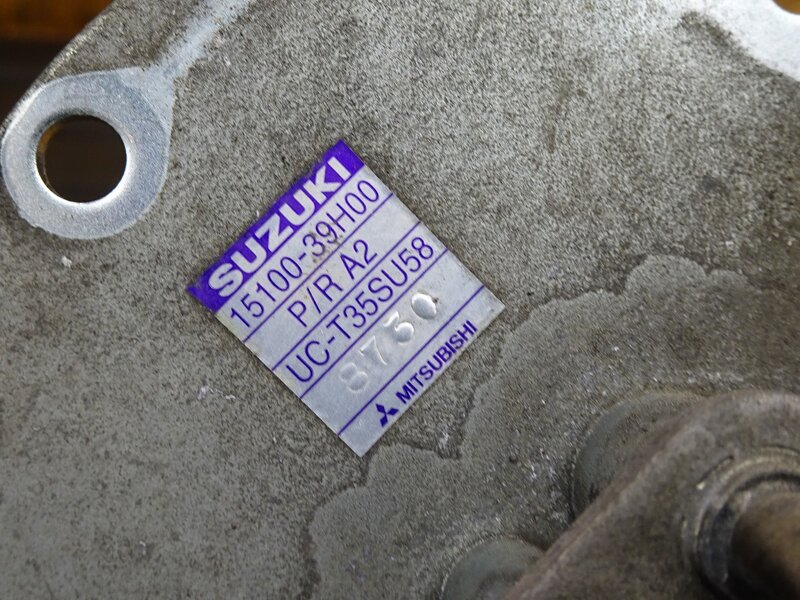 SUZUKI
15100-39H00
P/R A2
UC-T35SU58
8730
MITSUBISHI